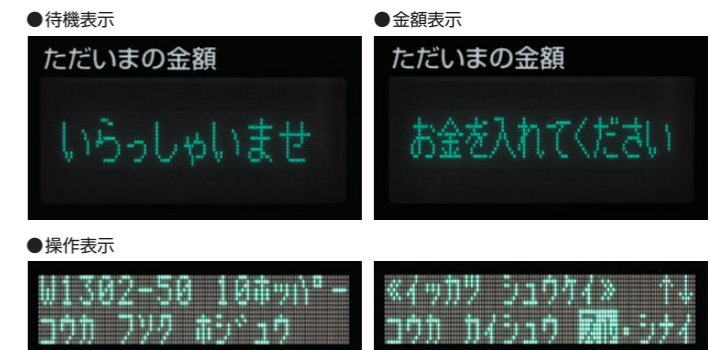 ●待機表示
●金額表示
ただいまの金額
いらっしゃいませ
ただいまの金額
お金を入れてください
●操作表示
W1302-50 10ホッパー
コウカ フソク ホジュウ
≪イッカツ シュウケイ≫ ↑↓
コウカ カイシュウ ・シナイ